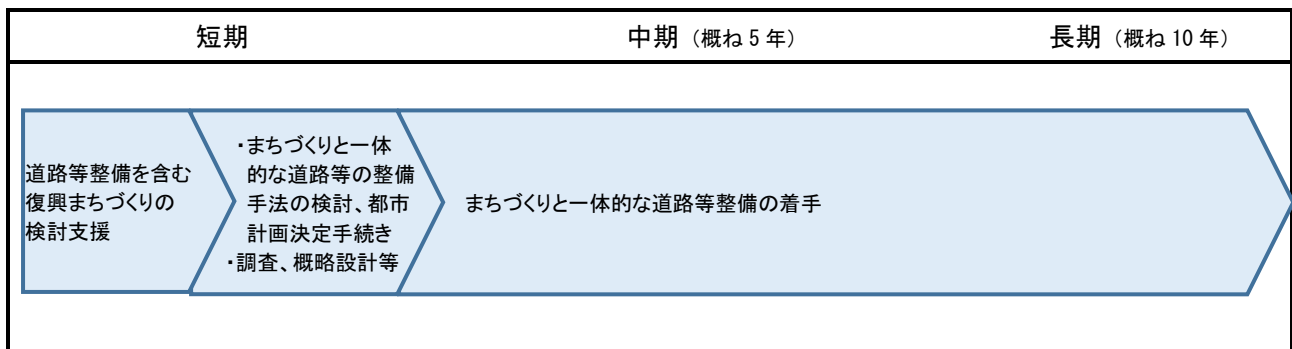 短期
中期（概ね 5 年）
長期（概ね 10 年）
道路等整備を含む
復興まちづくりの
検討支援
・まちづくりと一体
的な道路等の整備
手法の検討、都市
計画決定手続き
・調査、概略設計等
まちづくりと一体的な道路等整備の着手